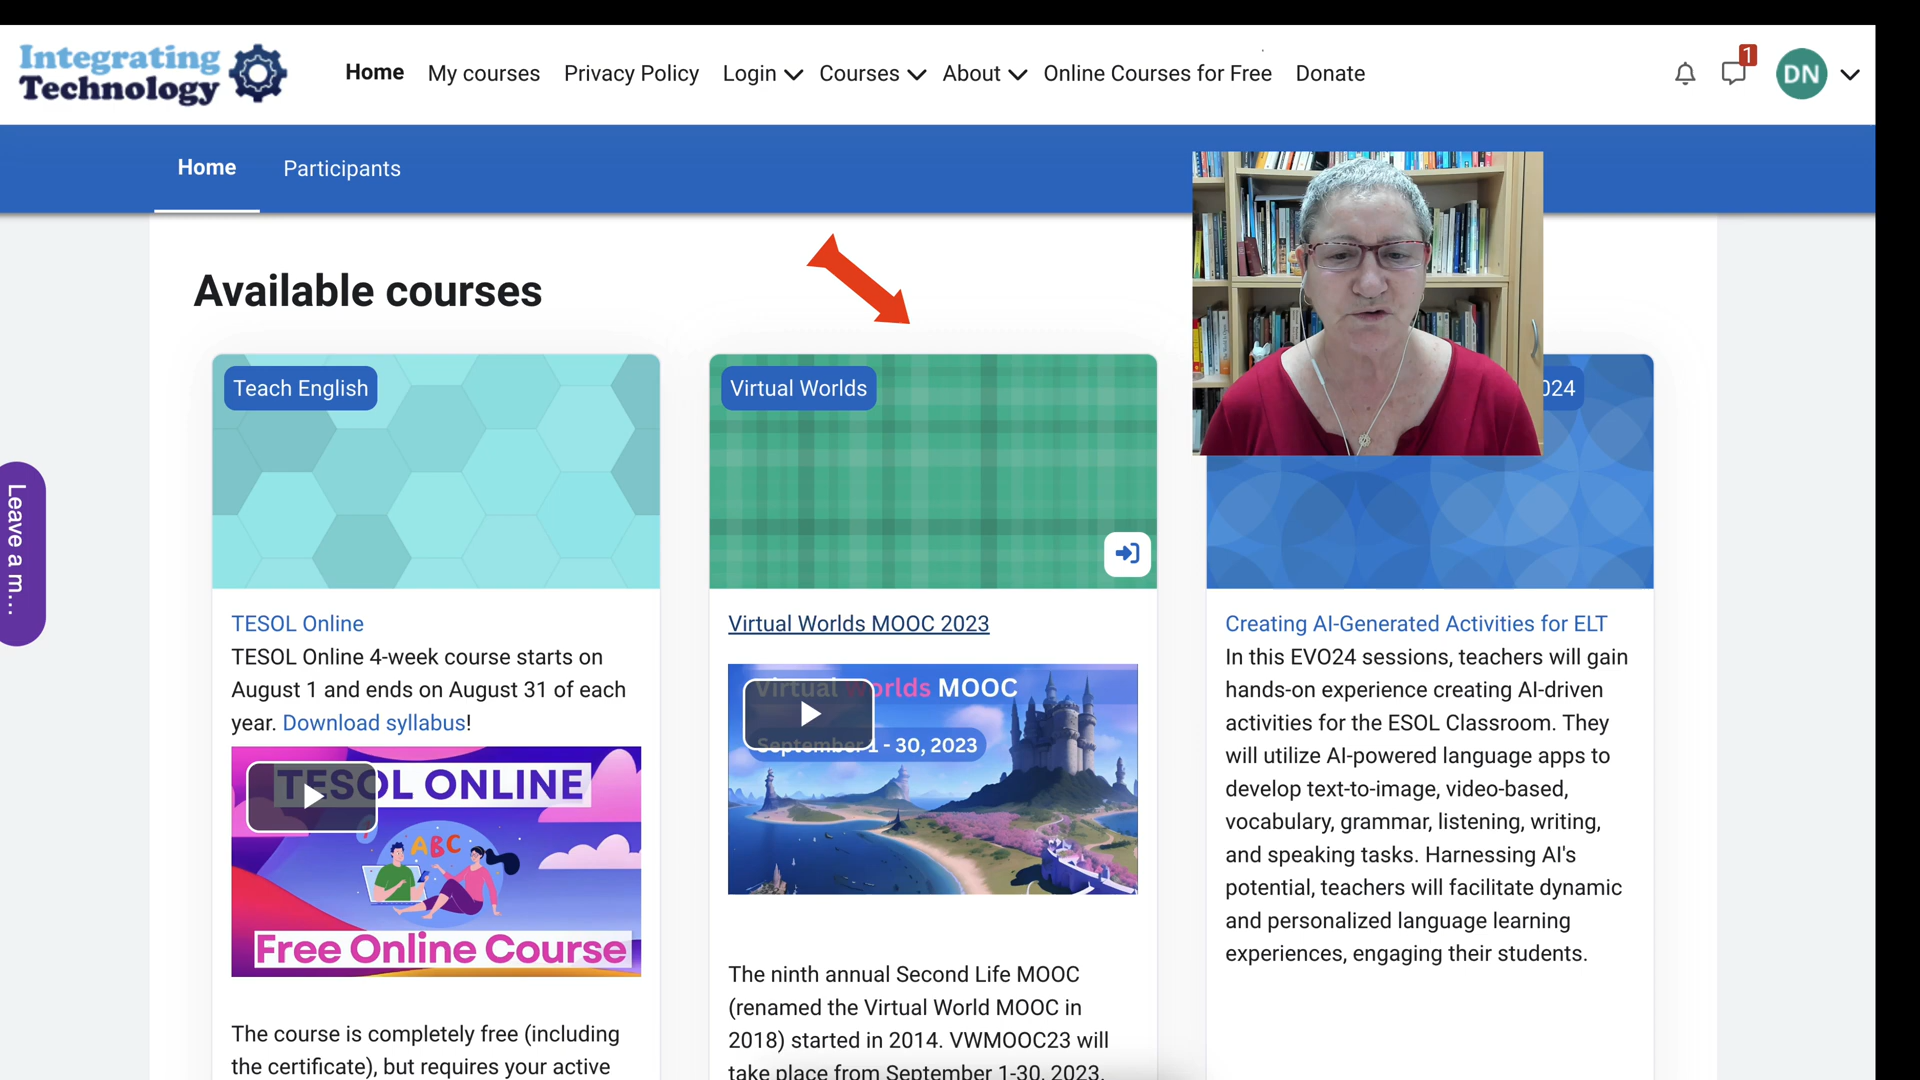 Integrating
Technology
Home My courses Privacy Policy Login Courses About Online Courses for Free Donate
1
DN
Home Participants
Available courses
Leave a m...
Teach English
TESOL Online
TESOL Online 4-week course starts on
August 1 and ends on August 31 of each
year. Download syllabus!
TESOL ONLINE
ABC
Free Online Course
The course is completely free (including
the certificate), but requires your active
Virtual Worlds
Virtual Worlds MOOC 2023
Virtual Worlds MOOC
September 1 - 30, 2023
The ninth annual Second Life MOOC
(renamed the Virtual World MOOC in
2018) started in 2014. VWMOOC23 will
take place from September 1-30, 2023.
024
Creating AI-Generated Activities for ELT
In this EVO24 sessions, teachers will gain
hands-on experience creating AI-driven
activities for the ESOL Classroom. They
will utilize AI-powered language apps to
develop text-to-image, video-based,
vocabulary, grammar, listening, writing,
and speaking tasks. Harnessing AI's
potential, teachers will facilitate dynamic
and personalized language learning
experiences, engaging their students.